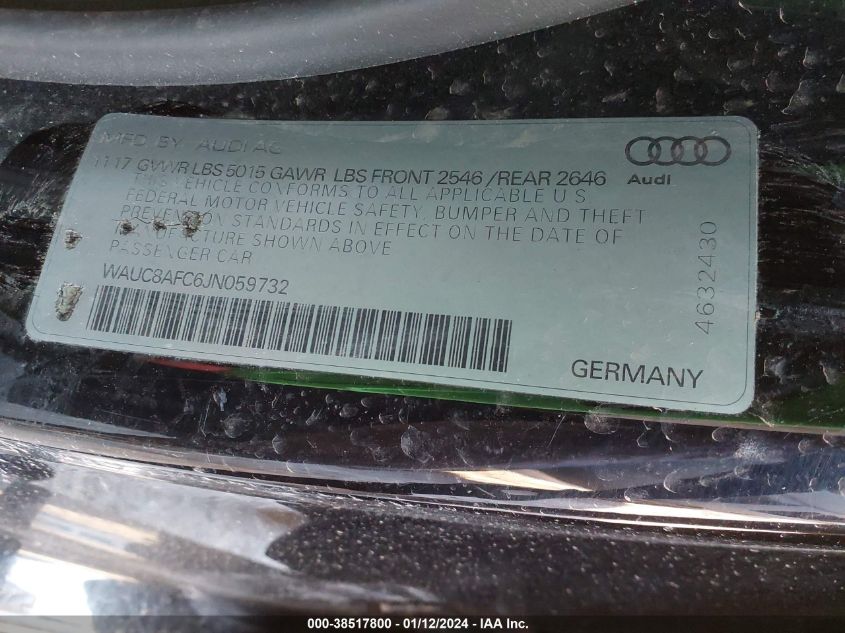 MFD BY AUDI AG
11 17 GVWR LBS 5015 GAWR LBS FRONT 2546 /REAR 2646
THIS VEHICLE CONFORMS TO ALL APPLICABLE U S
FEDERAL MOTOR VEHICLE SAFETY, BUMPER AND THEFT
PREVENTION STANDARDS IN EFFECT ON THE DATE OF
MANUFACTURE SHOWN ABOVE
PASSENGER CAR
WAUC8AFC6JN059732
Audi
4632430
GERMANY
000-38517800 - 01/12/2024 - IAA Inc.